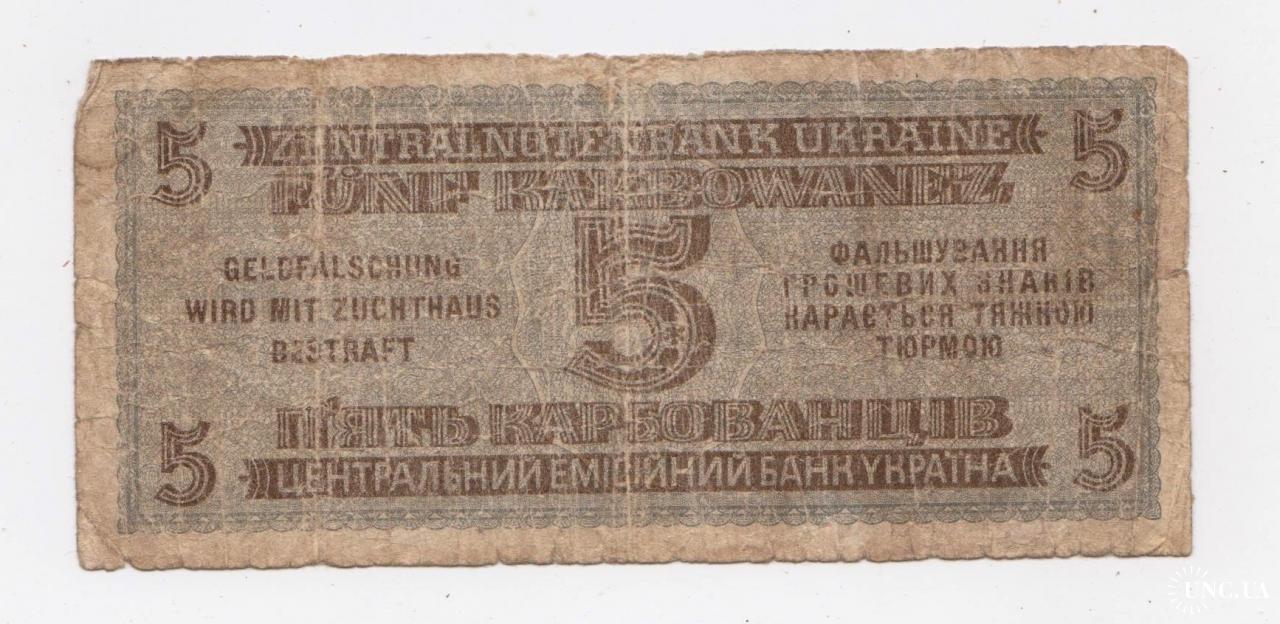 5 ZENTRALNOTENBANK UKRAINE 5
FÜNF KARBOWANEZ
5
GELDFÄLSCHUNG
WIRD MIT ZUCHTHAUS
BESTRAFT
ФАЛЬШУВАННЯ
ГРОШЕВИХ ЗНАКІВ
КАРАЄТЬСЯ ТЯЖКОЮ
ТЮРМОЮ
П'ЯТЬ КАРБОВАНЦІВ
5 ЦЕНТРАЛЬНИЙ ЕМІСІЙНИЙ БАНК УКРАЇНА 5
UNC.UA